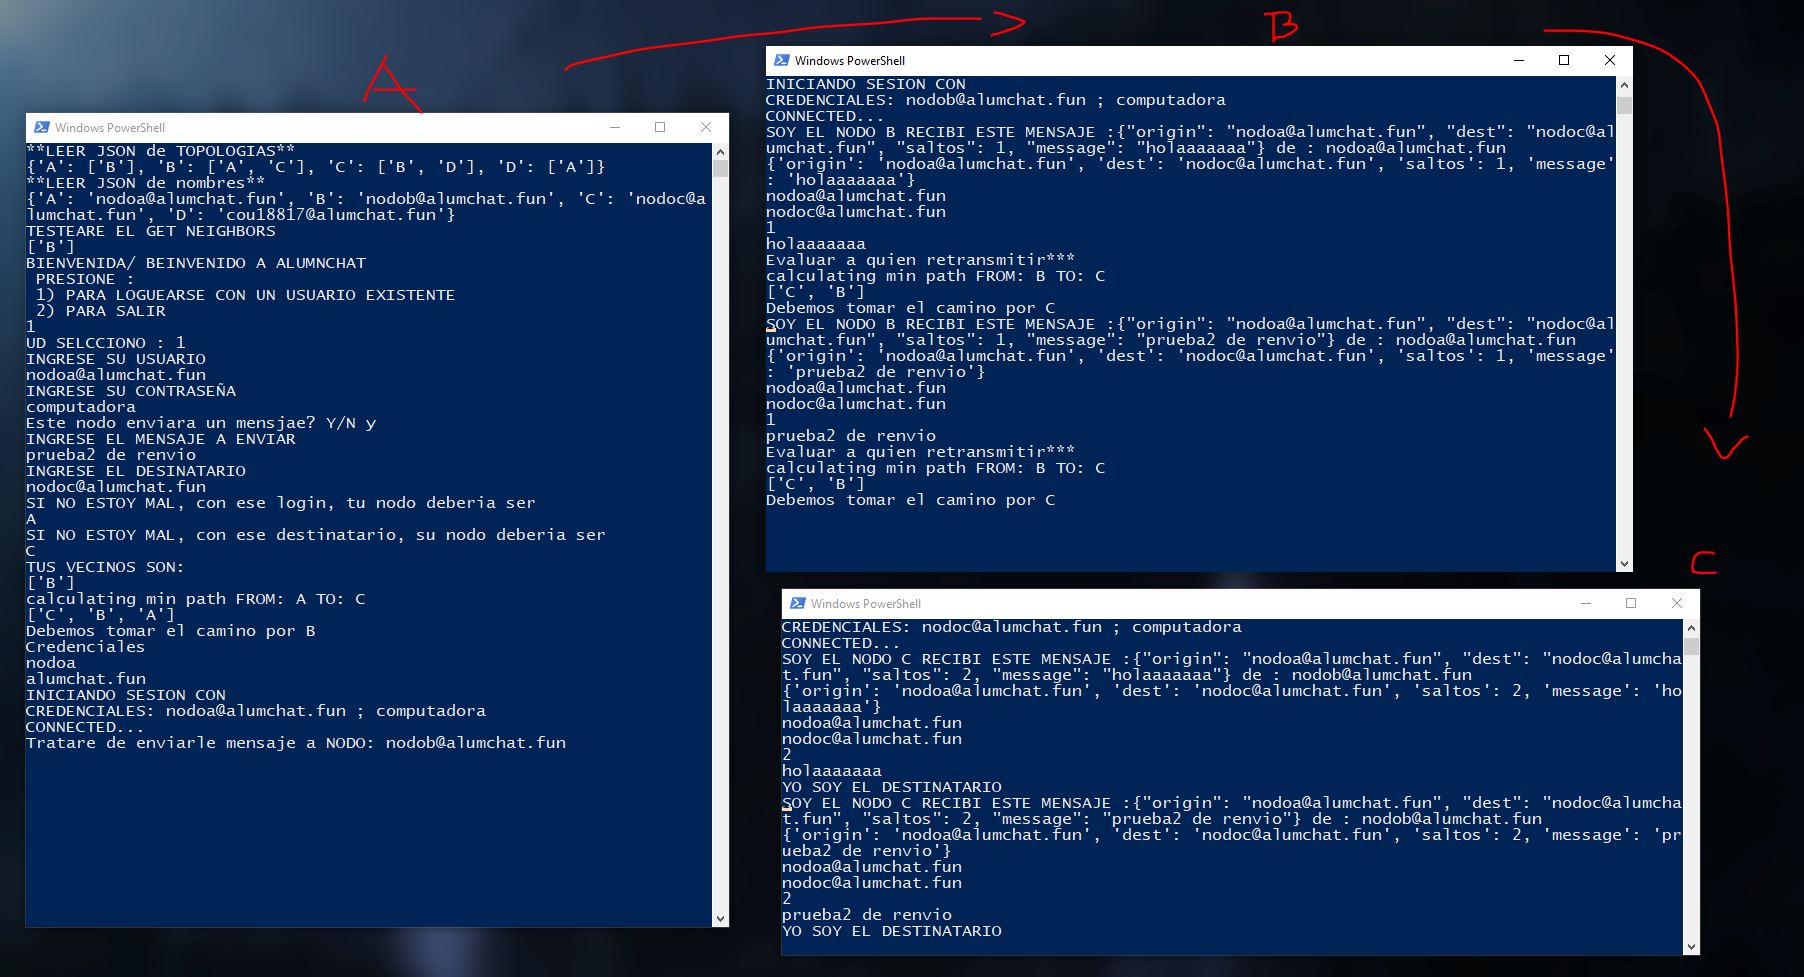 A
Windows PowerShell
**LEER JSON de TOPOLOGIAS**
{'A': ['B'], 'B': ['A', 'C'], 'C': ['B', 'D'], 'D': ['A']}
**LEER JSON de nombres**
{'A': 'nodoa@alumchat.fun', 'B': 'nodob@alumchat.fun', 'C': 'nodoc@a
lumchat.fun', 'D': 'cou18817@alumchat.fun'}
TESTEARE EL GET NEIGHBORS
['B']
BIENVENIDA/ BEINVENIDO A ALUMNCHAT
PRESIONE :
1) PARA LOGUEARSE CON UN USUARIO EXISTENTE
2) PARA SALIR
1
UD SELCCIONO : 1
INGRESE SU USUARIO
nodoa@alumchat.fun
INGRESE SU CONTRASEÑA
computadora
Este nodo enviara un mensjae? Y/N y
INGRESE EL MENSAJE A ENVIAR
prueba2 de renvio
INGRESE EL DESINATARIO
nodoc@alumchat.fun
SI NO ESTOY MAL, con ese login, tu nodo deberia ser
A
SI NO ESTOY MAL, con ese destinatario, su nodo deberia ser
C
TUS VECINOS SON:
['B']
calculating min path FROM: A TO: C
['C', 'B', 'A']
Debemos tomar el camino por B
Credenciales
nodoa
alumchat.fun
INICIANDO SESION CON
CREDENCIALES: nodoa@alumchat.fun ; computadora
CONNECTED...
Tratare de enviarle mensaje a NODO: nodob@alumchat.fun
B
Windows PowerShell
INICIANDO SESION CON
CREDENCIALES: nodob@alumchat.fun ; computadora
CONNECTED...
SOY EL NODO B RECIBI ESTE MENSAJE :{"origin": "nodoa@alumchat.fun", "dest": "nodoc@al
umchat.fun", "saltos": 1, "message": "holaaaaaaa"} de : nodoa@alumchat.fun
{'origin': 'nodoa@alumchat.fun', 'dest': 'nodoc@alumchat.fun', 'saltos': 1, 'message'
: 'holaaaaaaa'}
nodoa@alumchat.fun
nodoc@alumchat.fun
1
holaaaaaaa
Evaluar a quien retransmitir***
calculating min path FROM: B TO: C
['C', 'B']
Debemos tomar el camino por C
SOY EL NODO B RECIBI ESTE MENSAJE :{"origin": "nodoa@alumchat.fun", "dest": "nodoc@al
umchat.fun", "saltos": 1, "message": "prueba2 de renvio"} de : nodoa@alumchat.fun
{'origin': 'nodoa@alumchat.fun', 'dest': 'nodoc@alumchat.fun', 'saltos': 1, 'message'
: 'prueba2 de renvio'}
nodoa@alumchat.fun
nodoc@alumchat.fun
1
prueba2 de renvio
Evaluar a quien retransmitir***
calculating min path FROM: B TO: C
['C', 'B']
Debemos tomar el camino por C
C
Windows PowerShell
CREDENCIALES: nodoc@alumchat.fun ; computadora
CONNECTED...
SOY EL NODO C RECIBI ESTE MENSAJE :{"origin": "nodoa@alumchat.fun", "dest": "nodoc@alumcha
t.fun", "saltos": 2, "message": "holaaaaaaa"} de : nodob@alumchat.fun
{'origin': 'nodoa@alumchat.fun', 'dest': 'nodoc@alumchat.fun', 'saltos': 2, 'message': 'ho
laaaaaaa'}
nodoa@alumchat.fun
nodoc@alumchat.fun
2
holaaaaaaa
YO SOY EL DESTINATARIO
SOY EL NODO C RECIBI ESTE MENSAJE :{"origin": "nodoa@alumchat.fun", "dest": "nodoc@alumcha
t.fun", "saltos": 2, "message": "prueba2 de renvio"} de : nodob@alumchat.fun
{'origin': 'nodoa@alumchat.fun', 'dest': 'nodoc@alumchat.fun', 'saltos': 2, 'message': 'pr
ueba2 de renvio'}
nodoa@alumchat.fun
nodoc@alumchat.fun
2
prueba2 de renvio
YO SOY EL DESTINATARIO